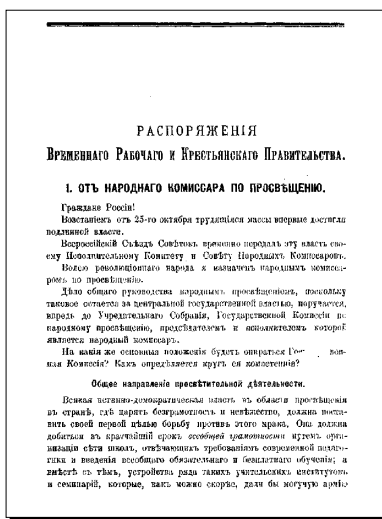 РАСПОРЯЖЕНІЯ
Временнаго Рабочаго и Крестьянскаго Правительства.
1. ОТЪ НАРОДНАГО КОМИССАРА ПО ПРОСВѢЩЕНІЮ.
Граждане Россіи!
Возстаніемъ отъ 25-го октября трудящіяся массы впервые достигли
подлинной власти.
Всероссійскій Съѣздъ Совѣтовъ временно передалъ эту власть сво-
ему Исполнительному Комитету и Совѣту Народныхъ Комиссаровъ.
Волею революціоннаго народа я назначенъ народнымъ комисса-
ромъ по просвѣщенію.
Дѣло общаго руководства народнымъ просвѣщеніемъ, поскольку
таковое остается за центральной государственной властью, поручается,
впредь до Учредительнаго Собранія, Государственной Комиссіи по
народному просвѣщенію, предсѣдателемъ и исполнителемъ которой
является народный комиссаръ.
На какія же основныя положенія будетъ опираться
Комиссія? Какъ опредѣляется кругъ ея компетенціи?
Общее направленіе просвѣтительной дѣятельности.
Всякая истинно-демократическая власть въ области просвѣщенія
въ странѣ, гдѣ царятъ безграмотность и невѣжество, должна поста-
вить своей первой цѣлью борьбу противъ этого мрака. Она должна
добиться въ кратчайшій срокъ всеобщей грамотности путемъ орга-
низаціи сѣти школъ, отвѣчающихъ требованіямъ современной педаго-
гики и введенія всеобщаго обязательнаго и безплатнаго обученія; а
вмѣстѣ съ тѣмъ, устройства ряда такихъ учительскихъ институтовъ
и семинарій, которые, какъ можно скорѣе, дали бы могучую армію